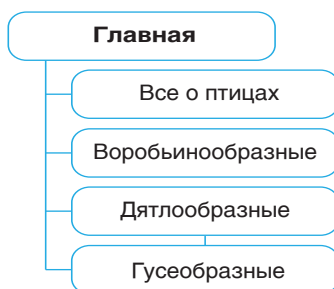 Главная
Все о птицах
Воробьинообразные
Дятлообразные
Гусеобразные